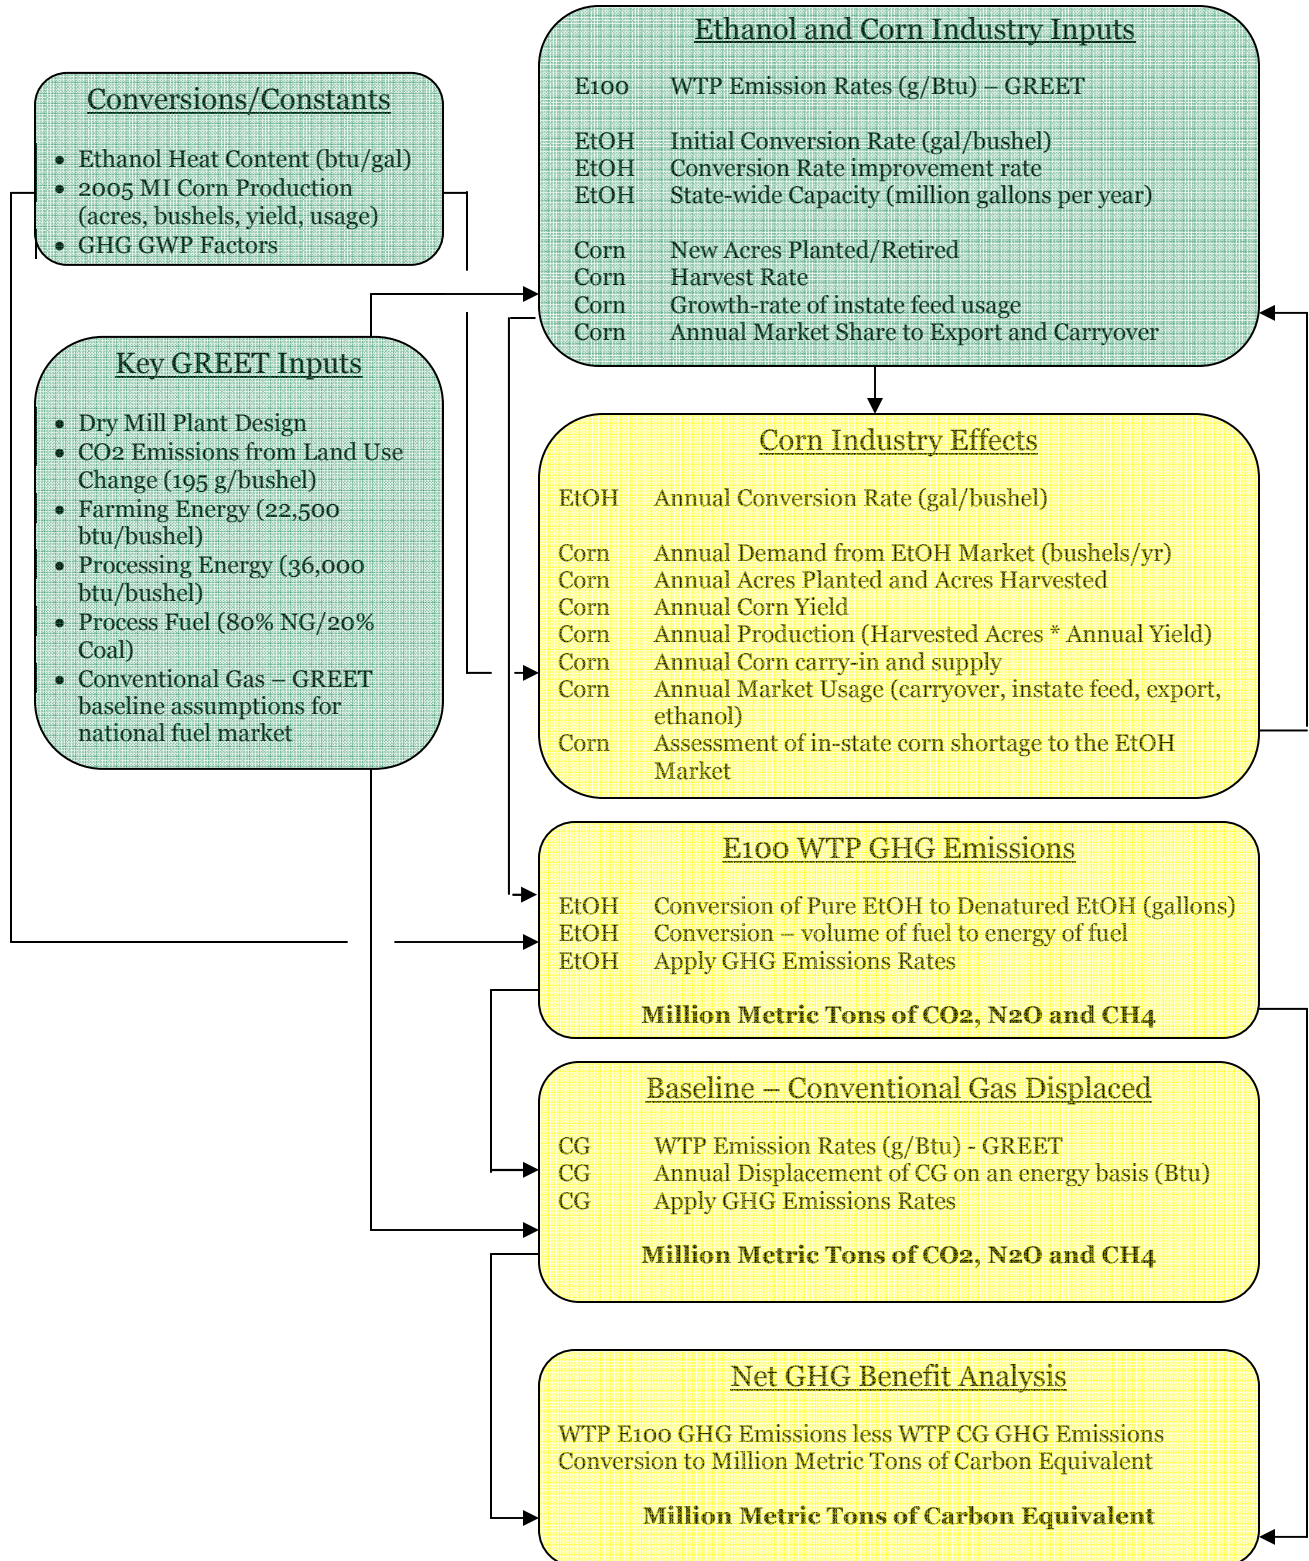 Ethanol and Corn Industry Inputs
E100 WTP Emission Rates (g/Btu) – GREET
EtOH Initial Conversion Rate (gal/bushel)
EtOH Conversion Rate improvement rate
EtOH State-wide Capacity (million gallons per year)
Corn New Acres Planted/Retired
Corn Harvest Rate
Corn Growth-rate of instate feed usage
Corn Annual Market Share to Export and Carryover
Conversions/Constants
• Ethanol Heat Content (btu/gal)
• 2005 MI Corn Production
(acres, bushels, yield, usage)
• GHG GWP Factors
Key GREET Inputs
• Dry Mill Plant Design
• CO2 Emissions from Land Use
Change (195 g/bushel)
• Farming Energy (22,500
btu/bushel)
• Processing Energy (36,000
btu/bushel)
• Process Fuel (80% NG/20%
Coal)
• Conventional Gas – GREET
baseline assumptions for
national fuel market
Corn Industry Effects
EtOH Annual Conversion Rate (gal/bushel)
Corn Annual Demand from EtOH Market (bushels/yr)
Corn Annual Acres Planted and Acres Harvested
Corn Annual Corn Yield
Corn Annual Production (Harvested Acres * Annual Yield)
Corn Annual Corn carry-in and supply
Corn Annual Market Usage (carryover, instate feed, export,
ethanol)
Corn Assessment of in-state corn shortage to the EtOH
Market
E100 WTP GHG Emissions
EtOH Conversion of Pure EtOH to Denatured EtOH (gallons)
EtOH Conversion – volume of fuel to energy of fuel
EtOH Apply GHG Emissions Rates
Million Metric Tons of CO2, N2O and CH4
Baseline – Conventional Gas Displaced
CG WTP Emission Rates (g/Btu) - GREET
CG Annual Displacement of CG on an energy basis (Btu)
CG Apply GHG Emissions Rates
Million Metric Tons of CO2, N2O and CH4
Net GHG Benefit Analysis
WTP E100 GHG Emissions less WTP CG GHG Emissions
Conversion to Million Metric Tons of Carbon Equivalent
Million Metric Tons of Carbon Equivalent